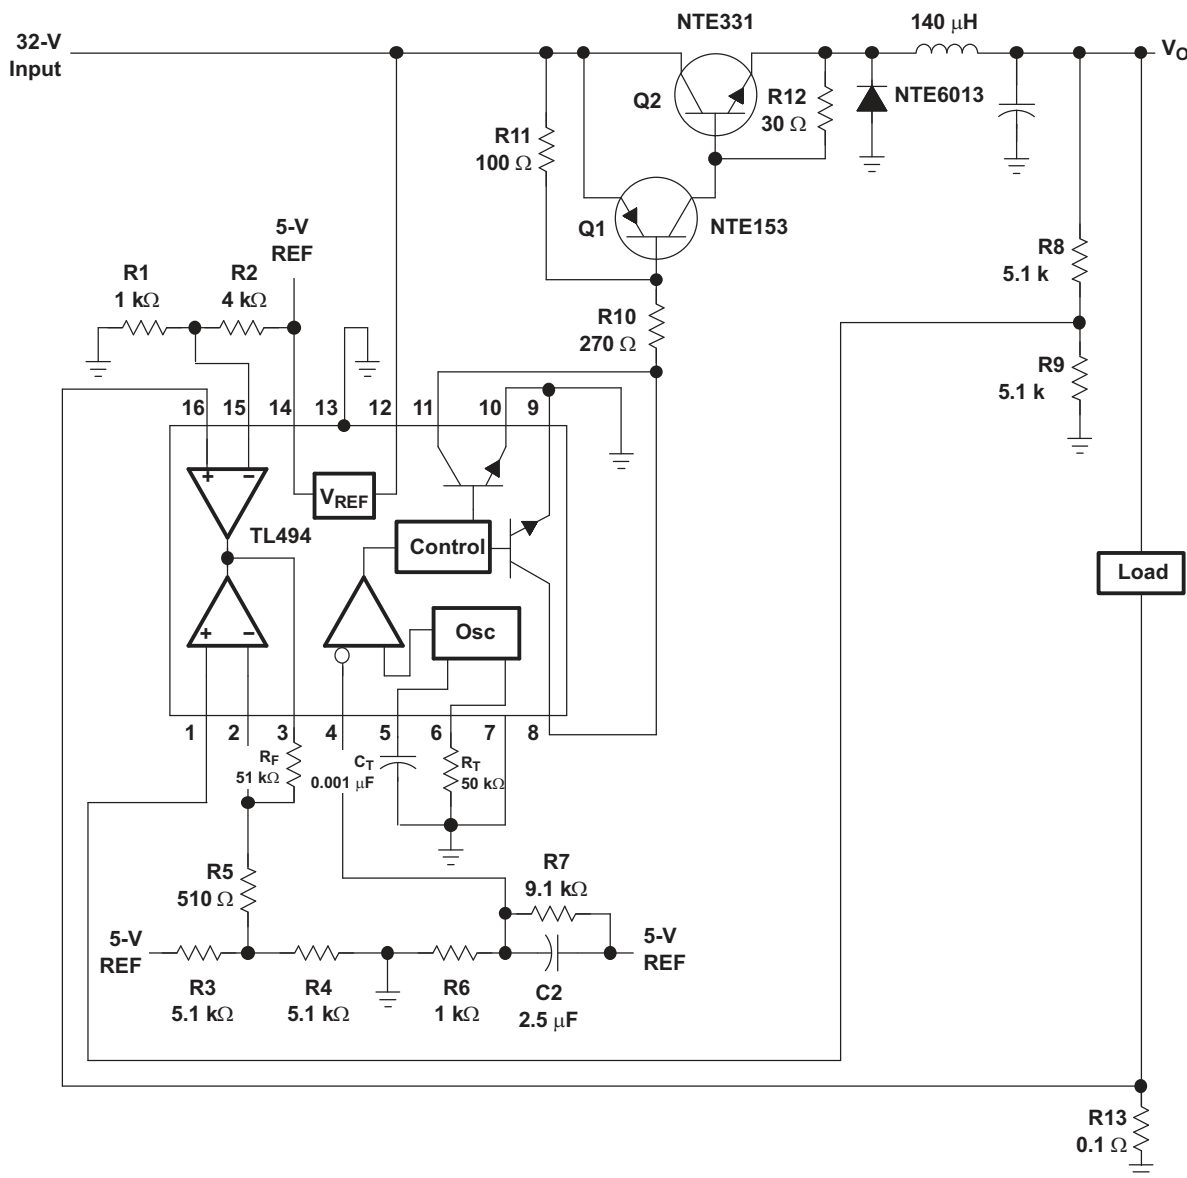 NTE331
140 μH
32-V
Input
VO
Q2
R12
30 Ω
NTE6013
R11
100 Ω
Q1
NTE153
5-V
REF
R1
1 kΩ
R2
4 kΩ
R8
5.1 k
R10
270 Ω
R9
5.1 k
16 15 14 13 12 11 10 9
+ −
VREF
TL494
Control
Load
+ −
Osc
1 2 3 4 5 6 7 8
RF
51 kΩ
CT
0.001 μF
RT
50 kΩ
R5
510 Ω
R7
9.1 kΩ
5-V
REF
5-V
REF
R3
5.1 kΩ
R4
5.1 kΩ
R6
1 kΩ
C2
2.5 μF
R13
0.1 Ω